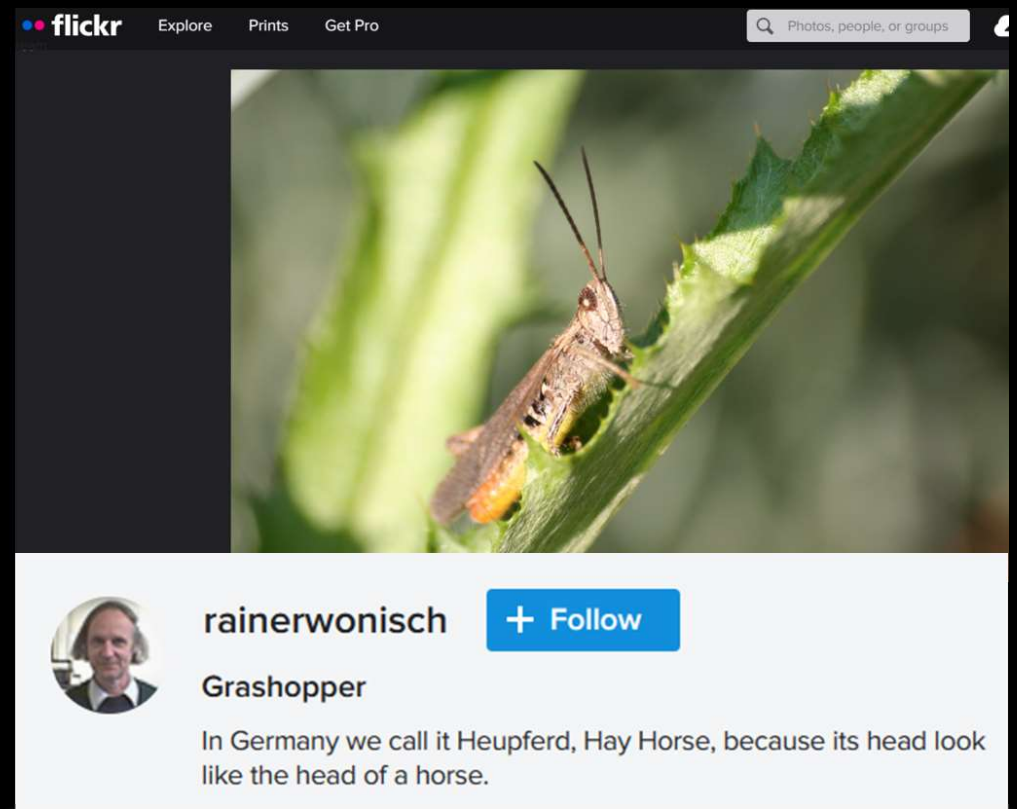 flickr Explore Prints Get Pro Photos, people, or groups
rainerwonisch + Follow
Grashopper
In Germany we call it Heupferd, Hay Horse, because its head look
like the head of a horse.